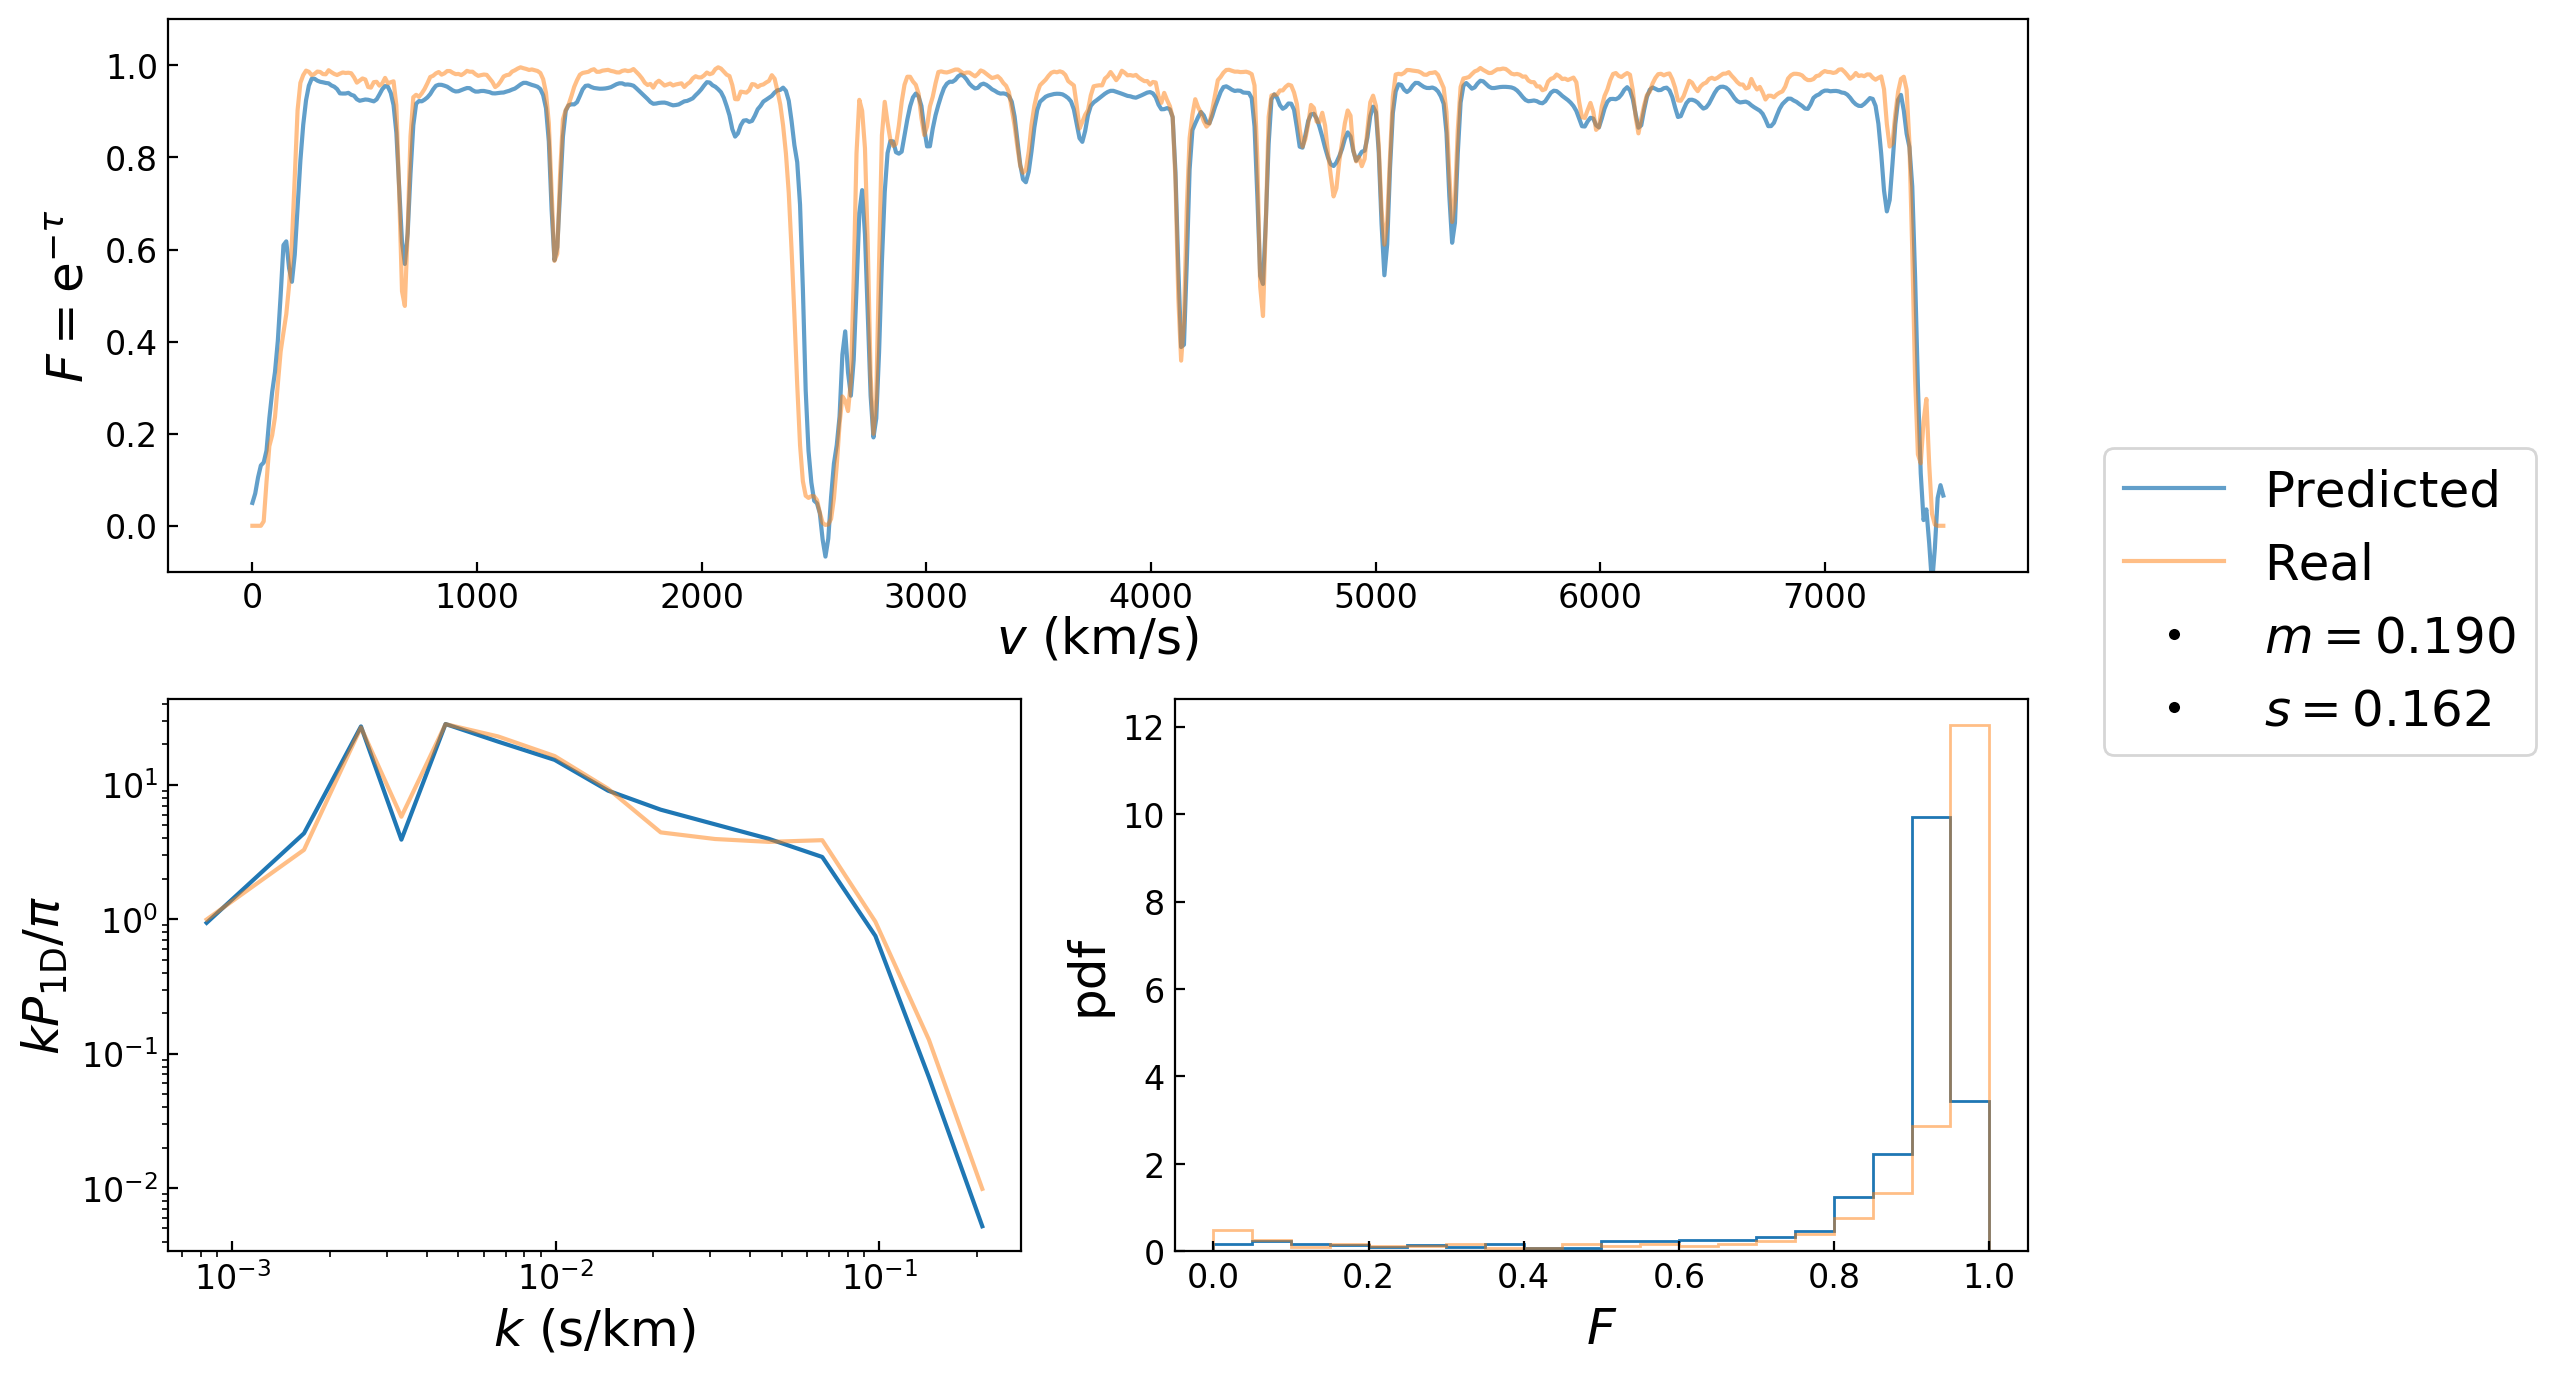 F = e^{−τ}
1.0
0.8
0.6
0.4
0.2
0.0
0 1000 2000 3000 4000 5000 6000 7000
v (km/s)
Predicted
Real
m = 0.190
s = 0.162
kP_{1D}/π
10^1
10^0
10^{−1}
10^{−2}
10^{−3} 10^{−2} 10^{−1}
k (s/km)
pdf
12
10
8
6
4
2
0
0.0 0.2 0.4 0.6 0.8 1.0
F